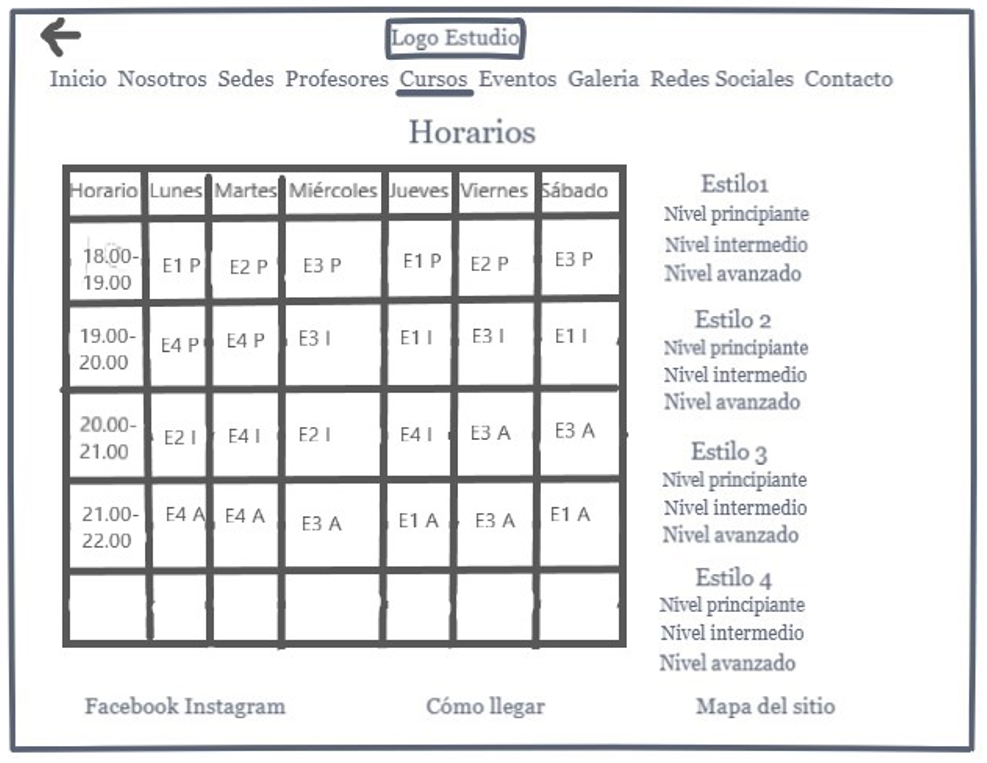 Logo Estudio
Inicio Nosotros Sedes Profesores Cursos Eventos Galeria Redes Sociales Contacto
Horarios
Horario Lunes Martes Miércoles Jueves Viernes Sábado
18.00-19.00 E1 P E2 P E3 P E1 P E2 P E3 P
19.00-20.00 E4 P E4 P E3 I E1 I E3 I E1 I
20.00-21.00 E2 I E4 I E2 I E4 I E3 A E3 A
21.00-22.00 E4 A E4 A E3 A E1 A E3 A E1 A
Estilo1
Nivel principiante
Nivel intermedio
Nivel avanzado
Estilo 2
Nivel principiante
Nivel intermedio
Nivel avanzado
Estilo 3
Nivel principiante
Nivel intermedio
Nivel avanzado
Estilo 4
Nivel principiante
Nivel intermedio
Nivel avanzado
Facebook Instagram Cómo llegar Mapa del sitio